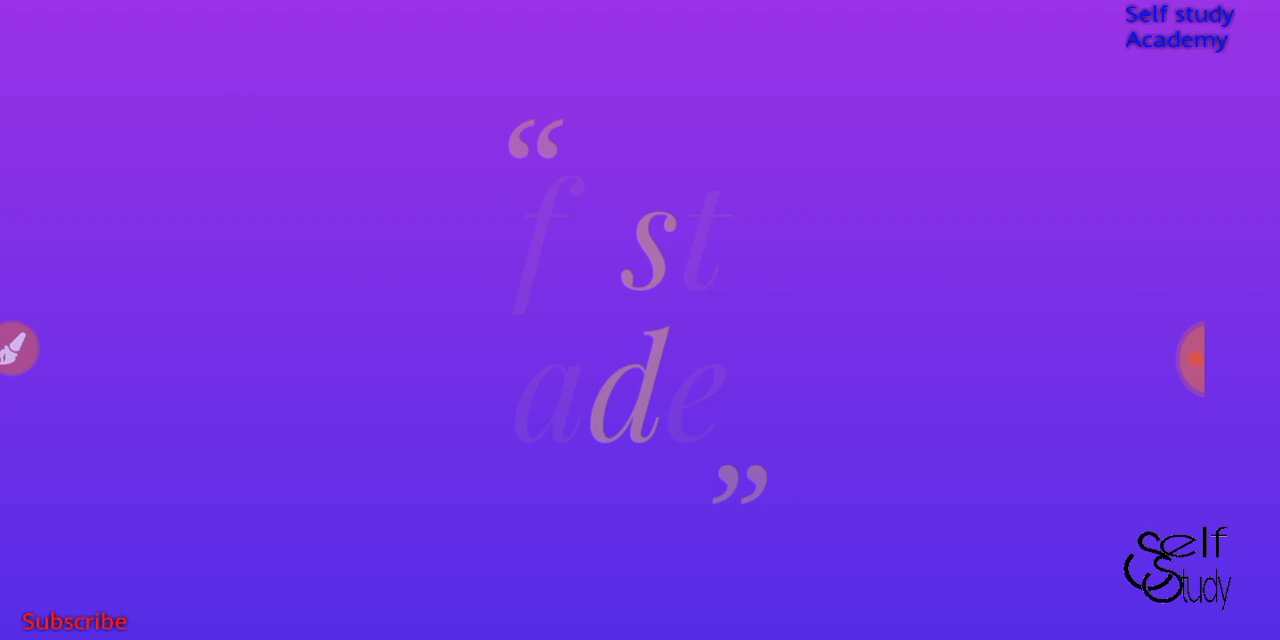 Self study
Academy
“
f st
ade
”
Self
Study
Subscribe